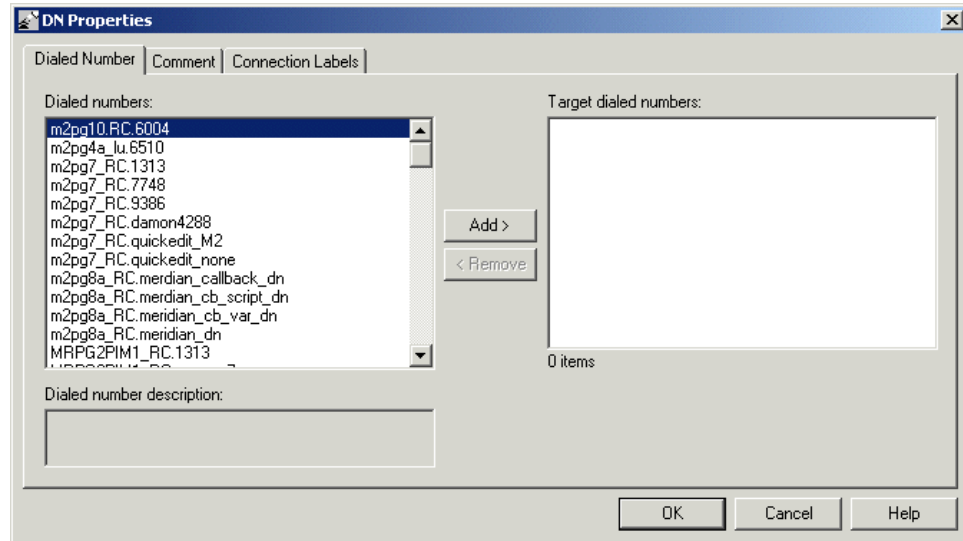 DN Properties
Dialed Number Comment Connection Labels
Dialed numbers:
m2pg10.RC.6004
m2pg4a_lu.6510
m2pg7_RC.1313
m2pg7_RC.7748
m2pg7_RC.9386
m2pg7_RC.damon4288
m2pg7_RC.quickedit_M2
m2pg7_RC.quickedit_none
m2pg8a_RC.merdian_callback_dn
m2pg8a_RC.merdian_cb_script_dn
m2pg8a_RC.meridian_cb_var_dn
m2pg8a_RC.meridian_dn
MRPG2PIM1_RC.1313
Add >
< Remove
Target dialed numbers:
0 items
Dialed number description:
OK Cancel Help